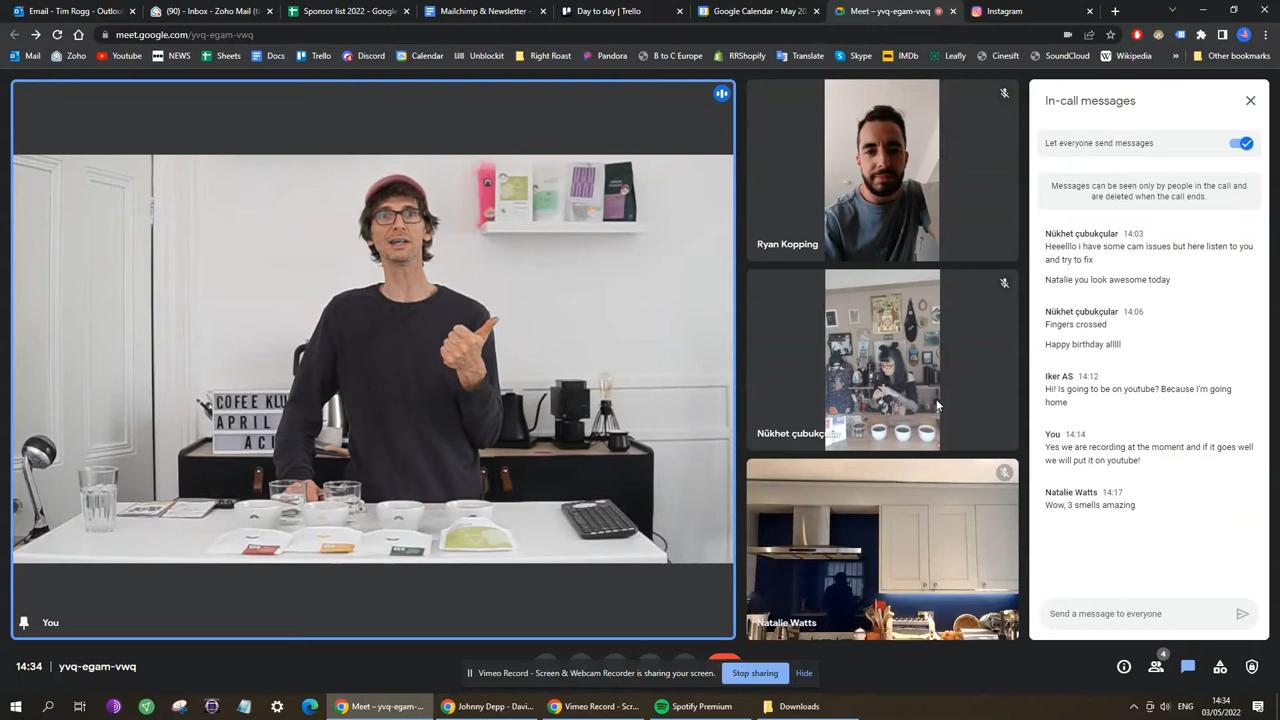 Email - Tim Rogg - Outloo
(90) - Inbox - Zoho Mail (
Sponsor list 2022 - Google
Mailchimp & Newsletter -
Day to day | Trello
Google Calendar - May 20
Meet – yvq-egam-vwq
Instagram
meet.google.com/yvq-egam-vwq
Mail
Youtube
Sheets
Docs
Trello
Discord
Calendar
Unblockit
Right Roast
Pandora
B to C Europe
RRShopify
Translate
Skype
IMDb
Leafly
Cinesift
SoundCloud
Wikipedia
»
Other bookmarks
COFEE KLU
APRIL
ACI
You
Ryan Kopping
Nükhet çubukçular
Natalie Watts
In-call messages
Let everyone send messages
Messages can be seen only by people in the call and
are deleted when the call ends.
Nükhet çubukçular 14:03
Heeelllo i have some cam issues but here listen to you
and try to fix
Natalie you look awesome today
Nükhet çubukçular 14:06
Fingers crossed
Happy birthday alllll
Iker AS 14:12
Hi! Is going to be on youtube? Because I'm going
home
You 14:14
Yes we are recording at the moment and if it goes well
we will put it on youtube!
Natalie Watts 14:17
Wow, 3 smells amazing
Send a message to everyone
14:34 yvq-egam-vwq
Vimeo Record - Screen & Webcam Recorder is sharing your screen.
Stop sharing
Hide
4
Meet – yvq-egam-...
Johnny Depp - Davi...
Vimeo Record - Scr...
Spotify Premium
Downloads
ENG
14:34
03/05/2022